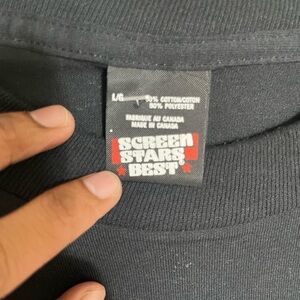 L/G 50% COTTON/COTON
50% POLYESTER
FABRIQUE AU CANADA
MADE IN CANADA
SCREEN
STARS
BEST